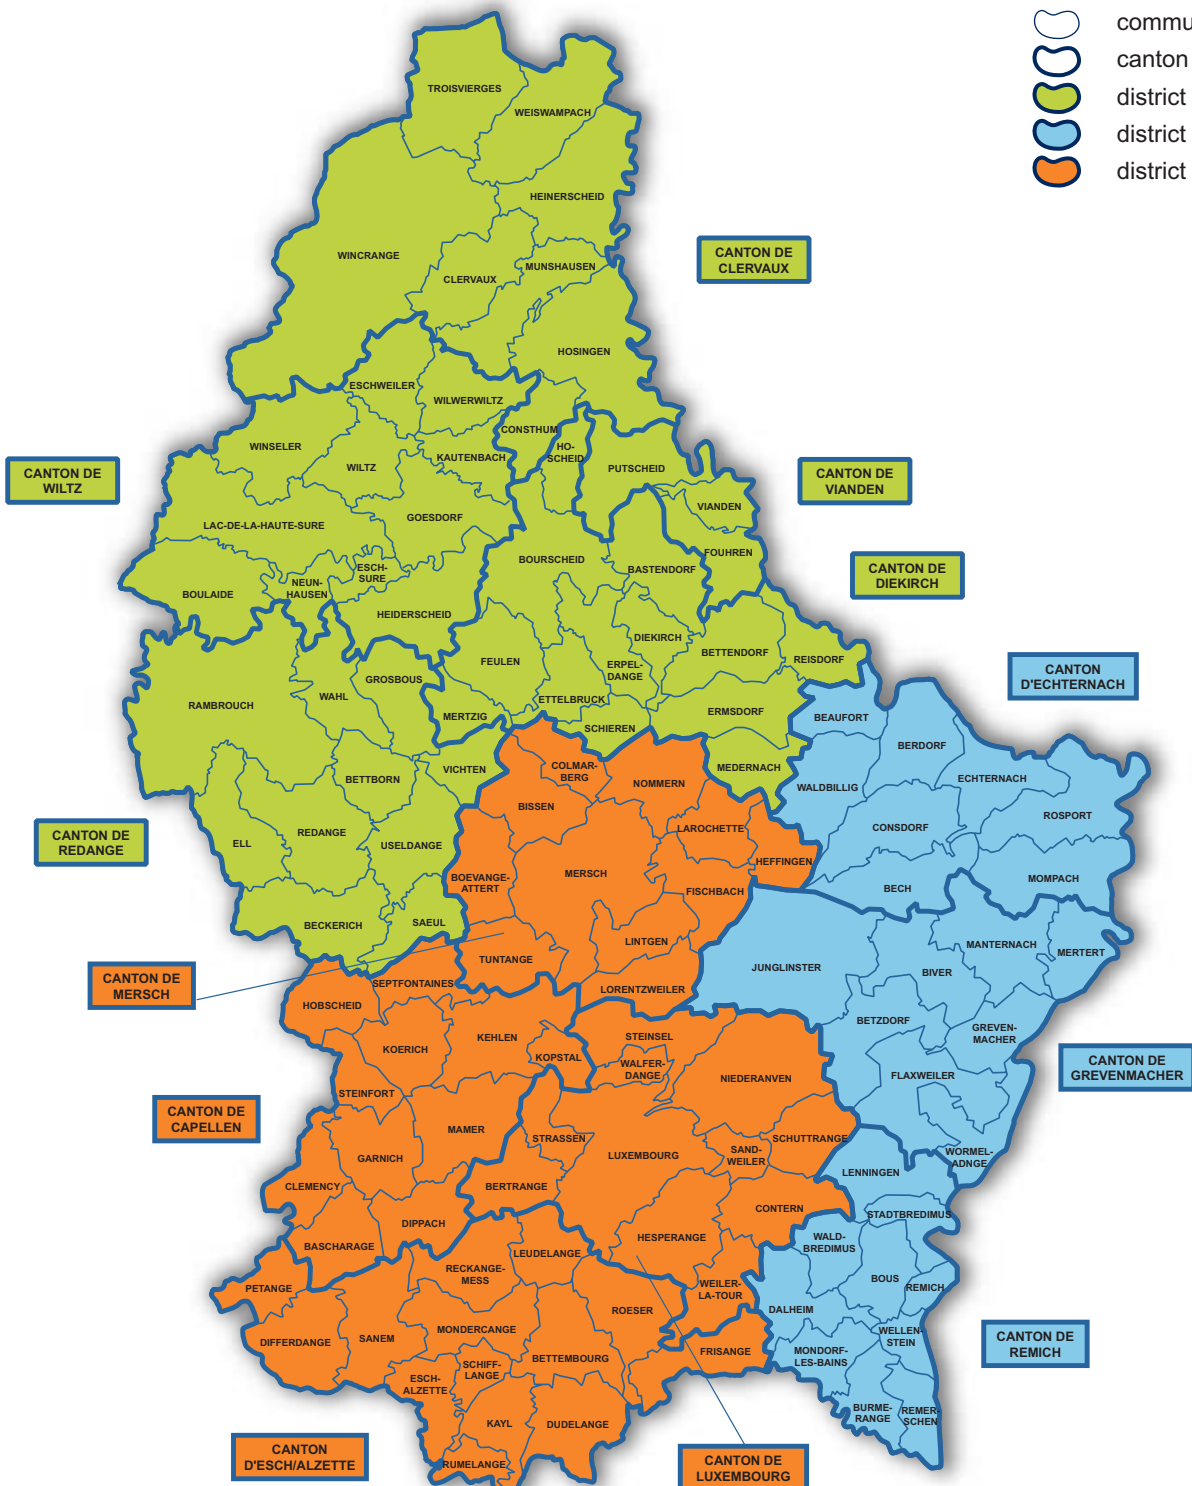 commu
canton
district
district
district
TROISVIERGES
WEISWAMPACH
HEINERSCHEID
WINCRANGE
CLERVAUX
MUNSHAUSEN
CANTON DE
CLERVAUX
HOSINGEN
ESCHWEILER
WILWERWILTZ
CONSTHUM
WINSELER
WILTZ
KAUTENBACH
HO-
SCHEID
PUTSCHEID
CANTON DE
WILTZ
CANTON DE
VIANDEN
VIANDEN
LAC-DE-LA-HAUTE-SURE
GOESDORF
BOURSCHEID
FOUHREN
BASTENDORF
CANTON DE
DIEKIRCH
ESCH-
SURE
NEUN-
HAUSEN
BOULAIDE
HEIDERSCHEID
DIEKIRCH
BETTENDORF
REISDORF
FEULEN
ERPEL-
DANGE
GROSBOUS
WAHL
RAMBROUCH
ETTELBRUCK
MERTZIG
SCHIEREN
ERMSDORF
CANTON
D'ECHTERNACH
BEAUFORT
BERDORF
VICHTEN
BETTBORN
COLMAR-
BERG
NOMMERN
MEDERNACH
WALDBILLIG
ECHTERNACH
BISSEN
ROSPORT
CANTON DE
REDANGE
ELL
REDANGE
USELDANGE
LAROCHETTE
CONSDORF
HEFFINGEN
BOEVANGE-
ATTERT
MERSCH
FISCHBACH
BECH
MOMPACH
BECKERICH
SAEUL
LINTGEN
TUNTANGE
JUNGLINSTER
MANTERNACH
MERTERT
BIVER
CANTON DE
MERSCH
SEPTFONTAINES
LORENTZWEILER
HOBSCHEID
KOERICH
KEHLEN
KOPSTAL
STEINSEL
WALFER-
DANGE
BETZDORF
GREVEN-
MACHER
NIEDERANVEN
FLAXWEILER
CANTON DE
GREVENMACHER
STEINFORT
CANTON DE
CAPELLEN
MAMER
STRASSEN
LUXEMBOURG
SAND-
WEILER
SCHUTTRANGE
WORMEL-
ADNGE
GARNICH
LENNINGEN
CLEMENCY
BERTRANGE
CONTERN
STADTBREDIMUS
DIPPACH
BASCHARAGE
HESPERANGE
WALD-
BREDIMUS
LEUDELANGE
RECKANGE-
MESS
BOUS
REMICH
PETANGE
WEILER-
LA-TOUR
DALHEIM
ROESER
DIFFERDANGE
SANEM
MONDERCANGE
WELLEN-
STEIN
FRISANGE
MONDORF-
LES-BAINS
CANTON DE
REMICH
BETTEMBOURG
SCHIFF-
LANGE
ESCH-
ALZETTE
BURME-
RANGE
REMER-
SCHEN
KAYL
DUDELANGE
CANTON
D'ESCH/ALZETTE
RUMELANGE
CANTON DE
LUXEMBOURG